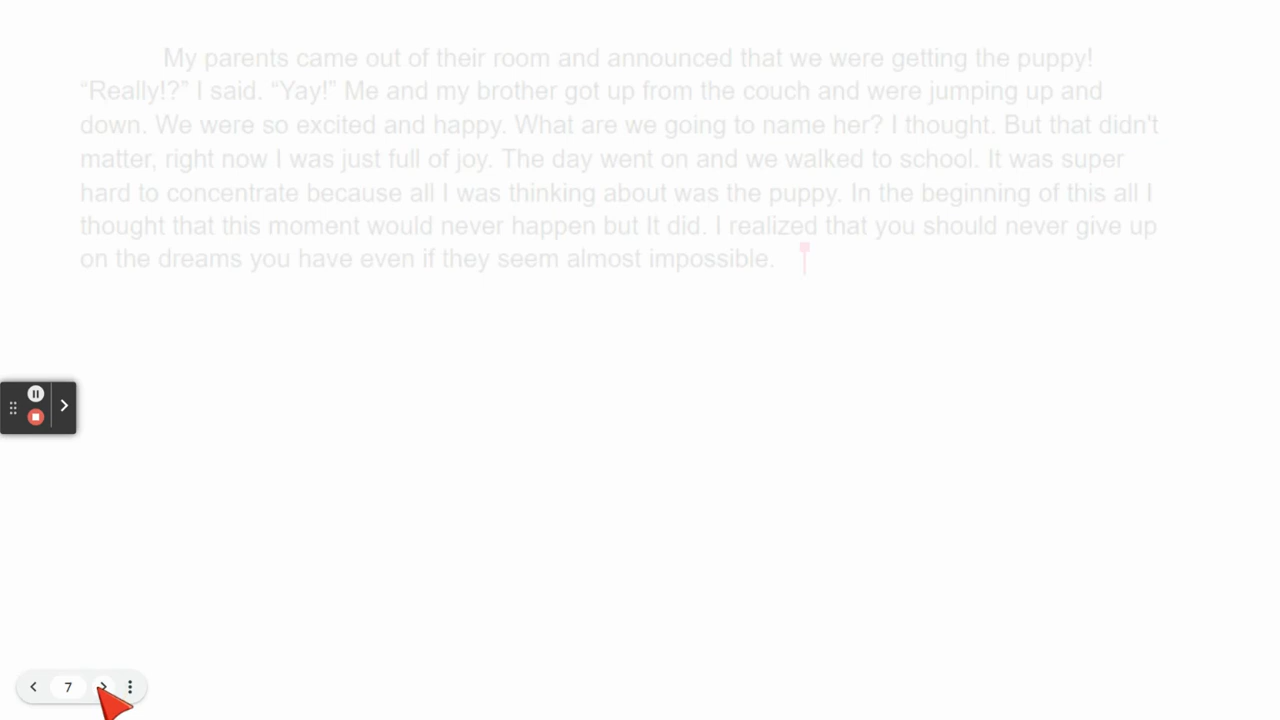 My parents came out of their room and announced that we were getting the puppy!
“Really!?” I said. “Yay!” Me and my brother got up from the couch and were jumping up and
down. We were so excited and happy. What are we going to name her? I thought. But that didn't
matter, right now I was just full of joy. The day went on and we walked to school. It was super
hard to concentrate because all I was thinking about was the puppy. In the beginning of this all I
thought that this moment would never happen but It did. I realized that you should never give up
on the dreams you have even if they seem almost impossible.
7